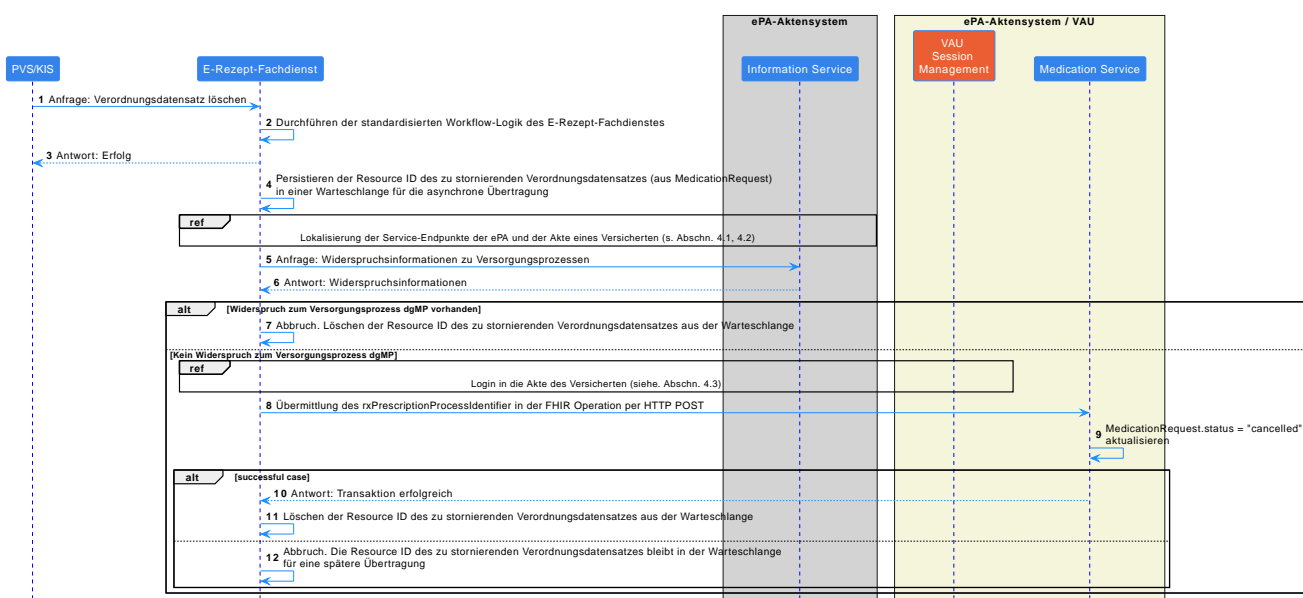 ePA-Aktensystem
ePA-Aktensystem / VAU
PVS/KIS
E-Rezept-Fachdienst
Information Service
VAU
Session
Management
Medication Service
1 Anfrage: Verordnungsdatensatz löschen
2 Durchführen der standardisierten Workflow-Logik des E-Rezept-Fachdienstes
3 Antwort: Erfolg
4 Persistieren der Resource ID des zu stornierenden Verordnungsdatensatzes (aus MedicationRequest)
in einer Warteschlange für die asynchrone Übertragung
ref
Lokalisierung der Service-Endpunkte der ePA und der Akte eines Versicherten (s. Abschn. 4.1, 4.2)
5 Anfrage: Widerspruchsinformationen zu Versorgungsprozessen
6 Antwort: Widerspruchsinformationen
alt [Widerspruch zum Versorgungsprozess dgMP vorhanden]
7 Abbruch. Löschen der Resource ID des zu stornierenden Verordnungsdatensatzes aus der Warteschlange
[Kein Widerspruch zum Versorgungsprozess dgMP]
ref
Login in die Akte des Versicherten (siehe. Abschn. 4.3)
8 Übermittlung des rxPrescriptionProcessIdentifier in der FHIR Operation per HTTP POST
9 MedicationRequest.status = "cancelled"
aktualisieren
alt [successful case]
10 Antwort: Transaktion erfolgreich
11 Löschen der Resource ID des zu stornierenden Verordnungsdatensatzes aus der Warteschlange
12 Abbruch. Die Resource ID des zu stornierenden Verordnungsdatensatzes bleibt in der Warteschlange
für eine spätere Übertragung